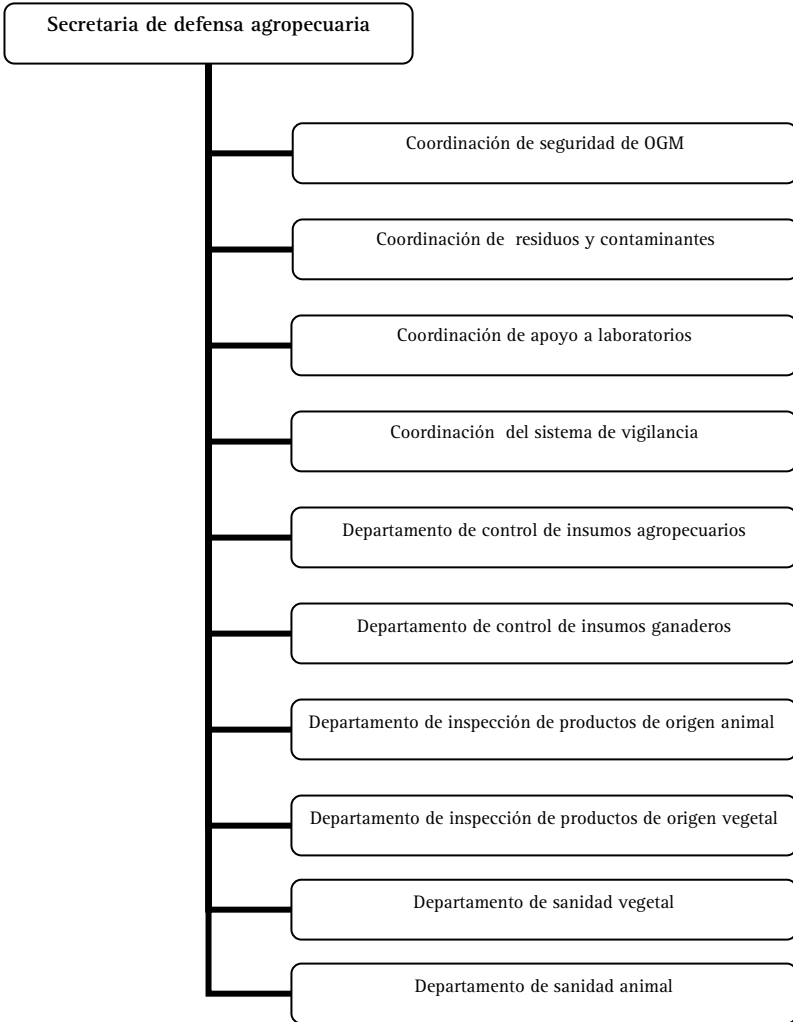 Secretaria de defensa agropecuaria
Coordinación de seguridad de OGM
Coordinación de residuos y contaminantes
Coordinación de apoyo a laboratorios
Coordinación del sistema de vigilancia
Departamento de control de insumos agropecuarios
Departamento de control de insumos ganaderos
Departamento de inspección de productos de origen animal
Departamento de inspección de productos de origen vegetal
Departamento de sanidad vegetal
Departamento de sanidad animal